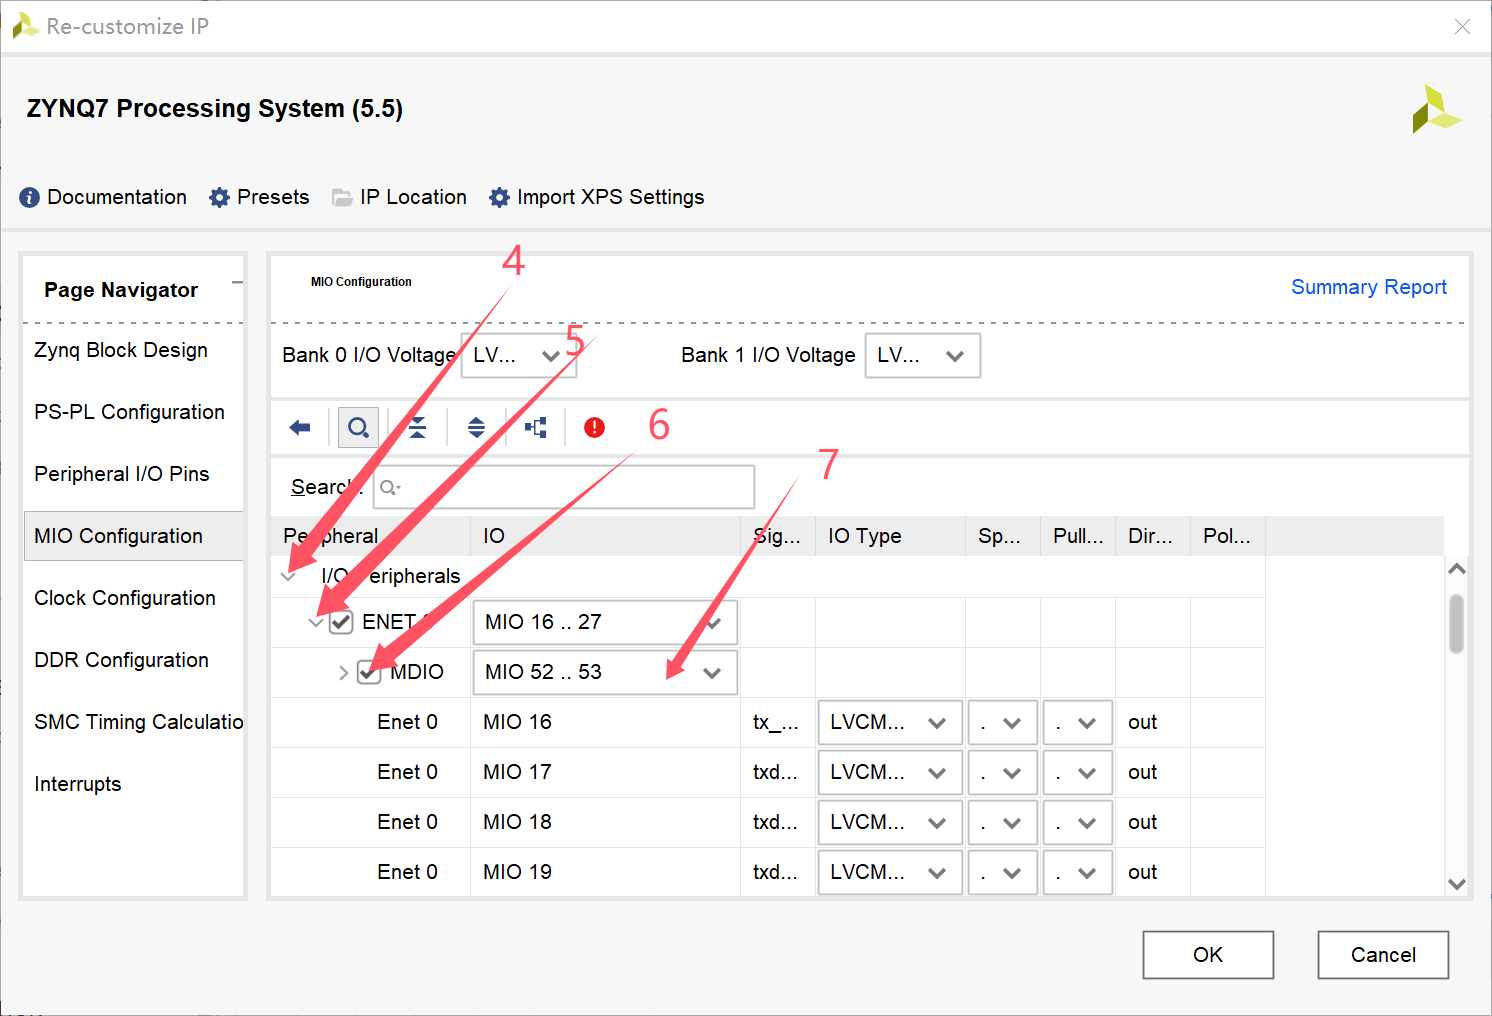 Re-customize IP
ZYNQ7 Processing System (5.5)
Documentation Presets IP Location Import XPS Settings
Page Navigator
Zynq Block Design
PS-PL Configuration
Peripheral I/O Pins
MIO Configuration
Clock Configuration
DDR Configuration
SMC Timing Calculatio
Interrupts
4
MIO Configuration
Summary Report
5
Bank 0 I/O Voltage LV... Bank 1 I/O Voltage LV...
6
7
Search:
Peripheral IO Sig... IO Type Sp... Pull... Dir... Pol...
I/O Peripherals
ENET MIO 16 .. 27
MDIO MIO 52 .. 53
Enet 0 MIO 16 tx_... LVCM... . . out
Enet 0 MIO 17 txd... LVCM... . . out
Enet 0 MIO 18 txd... LVCM... . . out
Enet 0 MIO 19 txd... LVCM... . . out
OK Cancel